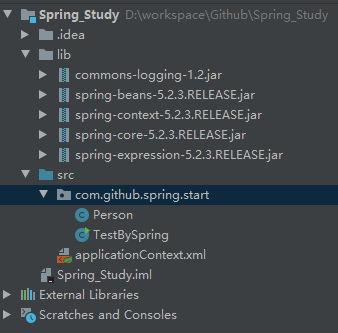 Spring_Study D:\workspace\Github\Spring_Study
.idea
lib
commons-logging-1.2.jar
spring-beans-5.2.3.RELEASE.jar
spring-context-5.2.3.RELEASE.jar
spring-core-5.2.3.RELEASE.jar
spring-expression-5.2.3.RELEASE.jar
src
com.github.spring.start
Person
TestBySpring
applicationContext.xml
Spring_Study.iml
External Libraries
Scratches and Consoles